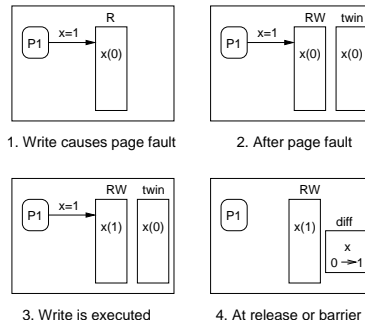 R
P1
x=1
x(0)
1. Write causes page fault
RW twin
P1
x=1
x(0)
x(0)
2. After page fault
RW twin
P1
x=1
x(1)
x(0)
3. Write is executed
RW
P1
x(1)
diff
x
0 → 1
4. At release or barrier